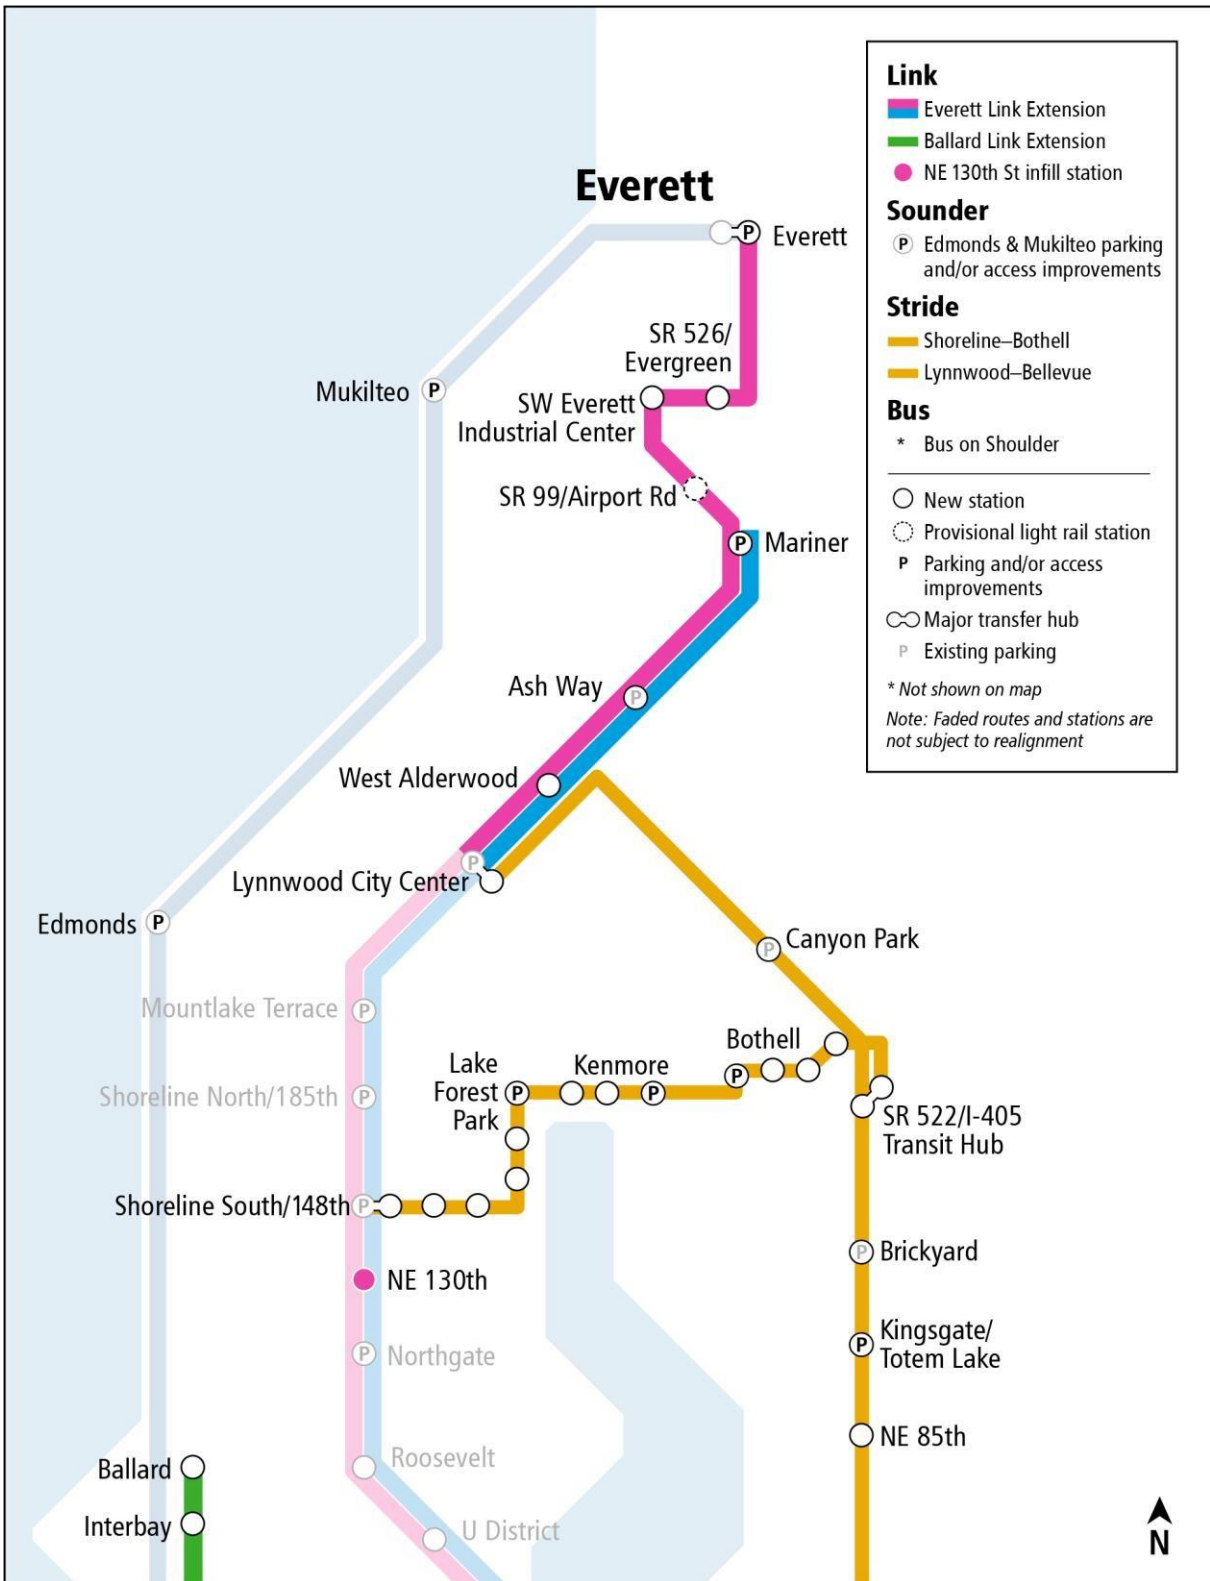 Everett
Everett
SR 526/
Evergreen
Mukilteo
P
P
SW Everett
Industrial Center
SR 99/Airport Rd
P
Mariner
Ash Way
P
West Alderwood
P
Lynnwood City Center
Edmonds
P
Canyon Park
P
Mountlake Terrace
P
Bothell
P
Lake
Forest
Park
P
Kenmore
P
Shoreline North/185th
P
SR 522/I-405
Transit Hub
Shoreline South/148th
P
NE 130th
Brickyard
P
Northgate
P
Kingsgate/
Totem Lake
P
NE 85th
Roosevelt
Ballard
Interbay
U District
N
Link
Everett Link Extension
Ballard Link Extension
NE 130th St infill station
Sounder
P Edmonds & Mukilteo parking
and/or access improvements
Stride
Shoreline–Bothell
Lynnwood–Bellevue
Bus
* Bus on Shoulder
New station
Provisional light rail station
P Parking and/or access
improvements
Major transfer hub
P Existing parking
* Not shown on map
Note: Faded routes and stations are
not subject to realignment